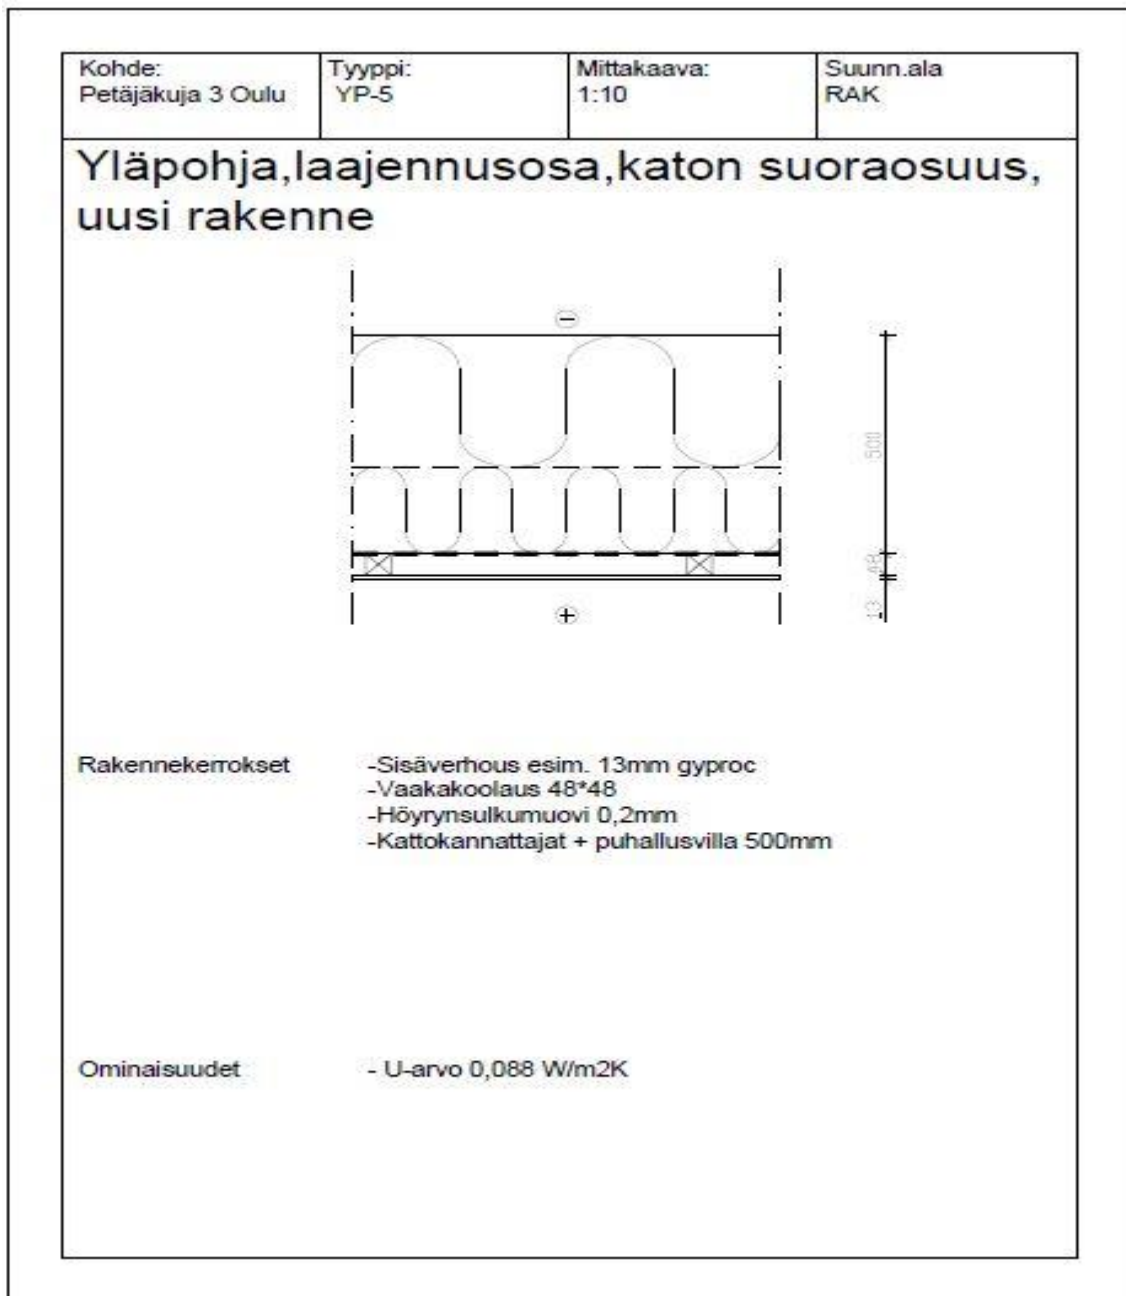 Kohde:
Petäjäkuja 3 Oulu
Tyyppi:
YP-5
Mittakaava:
1:10
Suunn.ala
RAK
Yläpohja,laajennusosa,katon suoraosuus,
uusi rakenne
500
48
13
Rakennekerrokset
-Sisäverhous esim. 13mm gyproc
-Vaakakoolaus 48*48
-Höyrynsulkumuovi 0,2mm
-Kattokannattajat + puhallusvilla 500mm
Ominaisuudet
- U-arvo 0,088 W/m2K